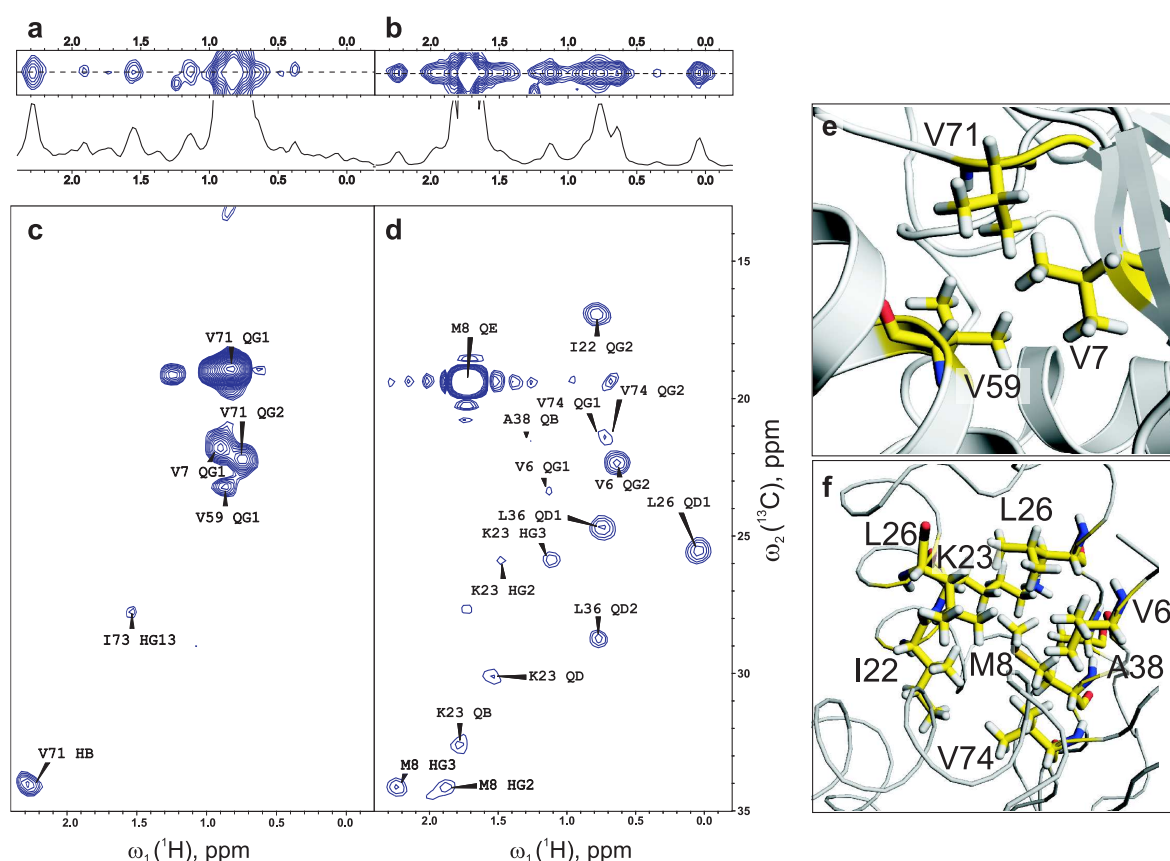 a
b
2.0 1.5 1.0 0.5 0.0 2.0 1.5 1.0 0.5 0.0
2.0 1.5 1.0 0.5 0.0 2.0 1.5 1.0 0.5 0.0
c
V71 QG1
V71 QG2
V7 QG1
V59 QG1
I73 HG13
V71 HB
2.0 1.5 1.0 0.5 0.0
ω1(1H), ppm
d
M8 QE
I22 QG2
V74 QG2
V74 QG1
A38 QB
V6 QG1
V6 QG2
L26 QD1
L36 QD1
K23 HG3
K23 HG2
L36 QD2
K23 QD
K23 QB
M8 HG3
M8 HG2
2.0 1.5 1.0 0.5 0.0
ω1(1H), ppm
15
20
25
30
35
ω2(13C), ppm
e
V71
V7
V59
f
L26
L26
K23
V6
I22
M8
A38
V74